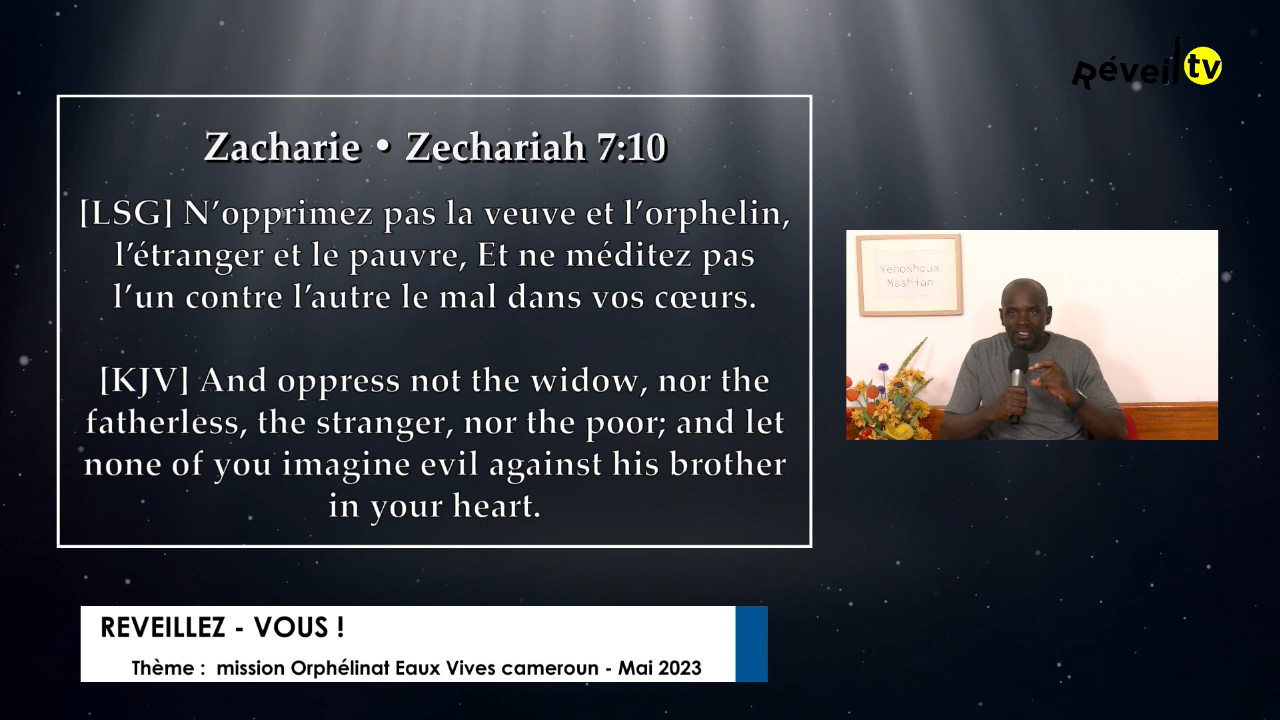 Réveil tv
Zacharie • Zechariah 7:10
[LSG] N’opprimez pas la veuve et l’orphelin,
l’étranger et le pauvre, Et ne méditez pas
l’un contre l’autre le mal dans vos cœurs.
[KJV] And oppress not the widow, nor the
fatherless, the stranger, nor the poor; and let
none of you imagine evil against his brother
in your heart.
Yehoshoua
Mashian
REVEILLEZ - VOUS !
Thème : mission Orphélinat Eaux Vives cameroun - Mai 2023